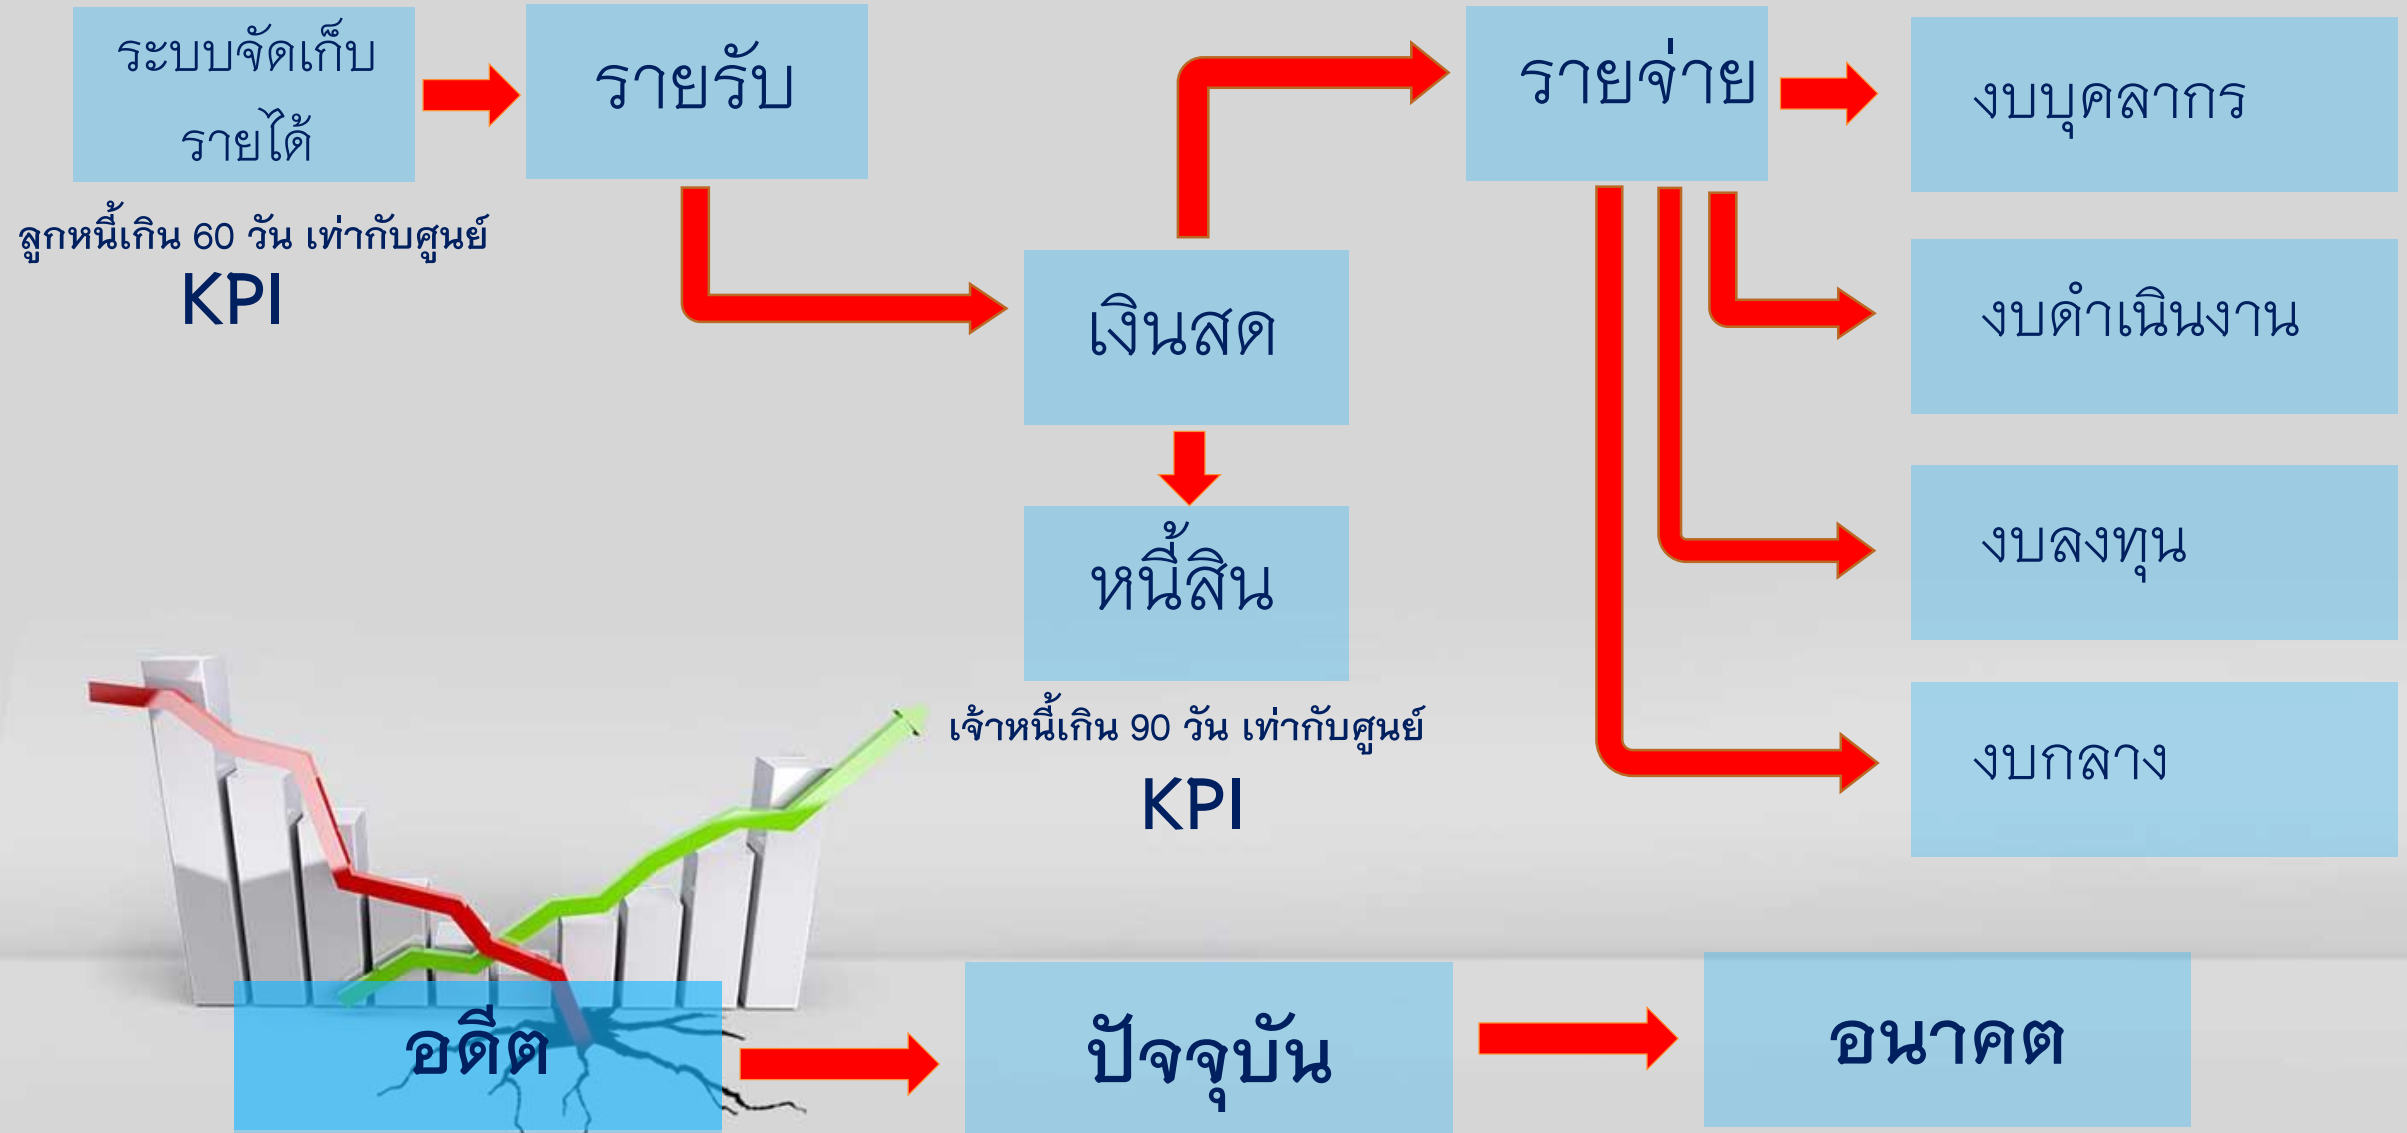 ระบบจัดเก็บ
รายได้
รายรับ
ลูกหนี้เกิน 60 วัน เท่ากับศูนย์
KPI
เงินสด
หนี้สิน
เจ้าหนี้เกิน 90 วัน เท่ากับศูนย์
KPI
รายจ่าย
งบบุคลากร
งบดำเนินงาน
งบลงทุน
งบกลาง
อดีต
ปัจจุบัน
อนาคต